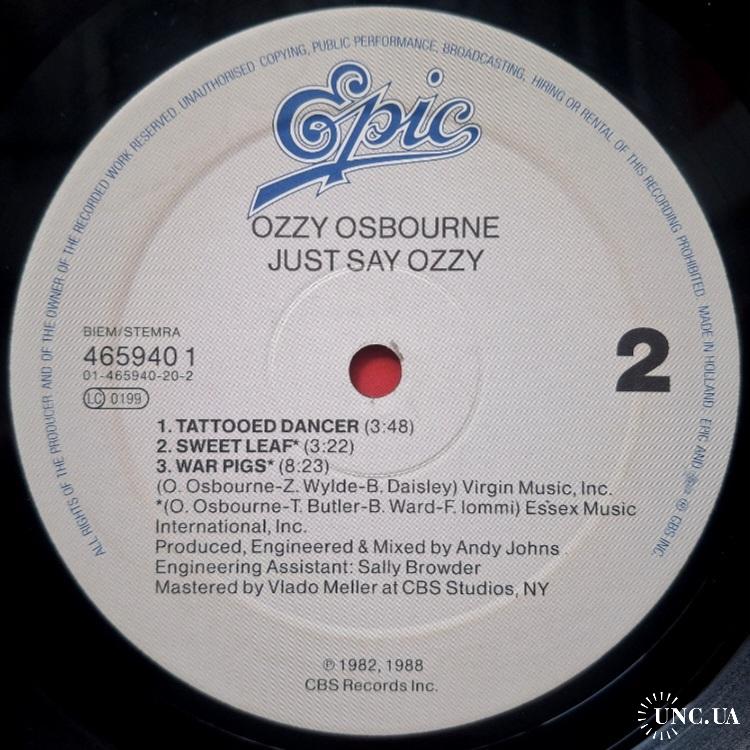 ALL RIGHTS OF THE PRODUCER AND OF THE OWNER OF THE RECORDED WORK RESERVED. UNAUTHORISED COPYING, PUBLIC PERFORMANCE, BROADCASTING, HIRING OR RENTAL OF THIS RECORDING PROHIBITED. MADE IN HOLLAND. EPIC AND ℗ CBS INC.
Epic
OZZY OSBOURNE
JUST SAY OZZY
BIEM/STEMRA
465940 1
01-465940-20-2
LC 0199
2
1. TATTOOED DANCER (3:48)
2. SWEET LEAF* (3:22)
3. WAR PIGS* (8:23)
(O. Osbourne-Z. Wylde-B. Daisley) Virgin Music, Inc.
*(O. Osbourne-T. Butler-B. Ward-F. Iommi) Essex Music
International, Inc.
Produced, Engineered & Mixed by Andy Johns
Engineering Assistant: Sally Browder
Mastered by Vlado Meller at CBS Studios, NY
℗ 1982, 1988
CBS Records Inc.
UNC.UA